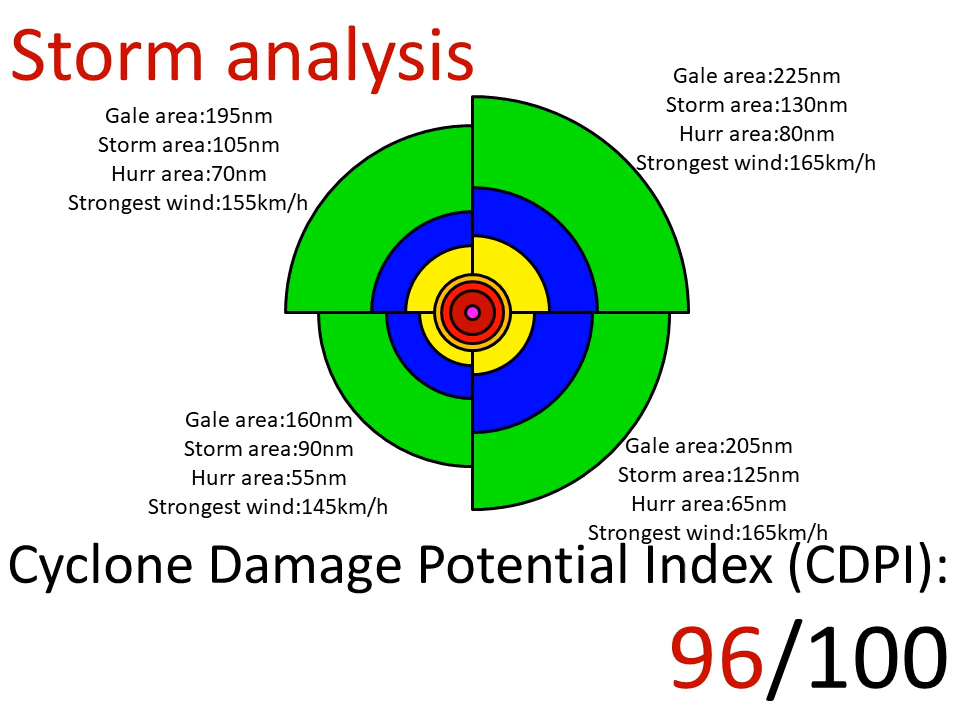 Storm analysis
Gale area:195nm
Storm area:105nm
Hurr area:70nm
Strongest wind:155km/h
Gale area:225nm
Storm area:130nm
Hurr area:80nm
Strongest wind:165km/h
Gale area:160nm
Storm area:90nm
Hurr area:55nm
Strongest wind:145km/h
Gale area:205nm
Storm area:125nm
Hurr area:65nm
Strongest wind:165km/h
Cyclone Damage Potential Index (CDPI):
96/100